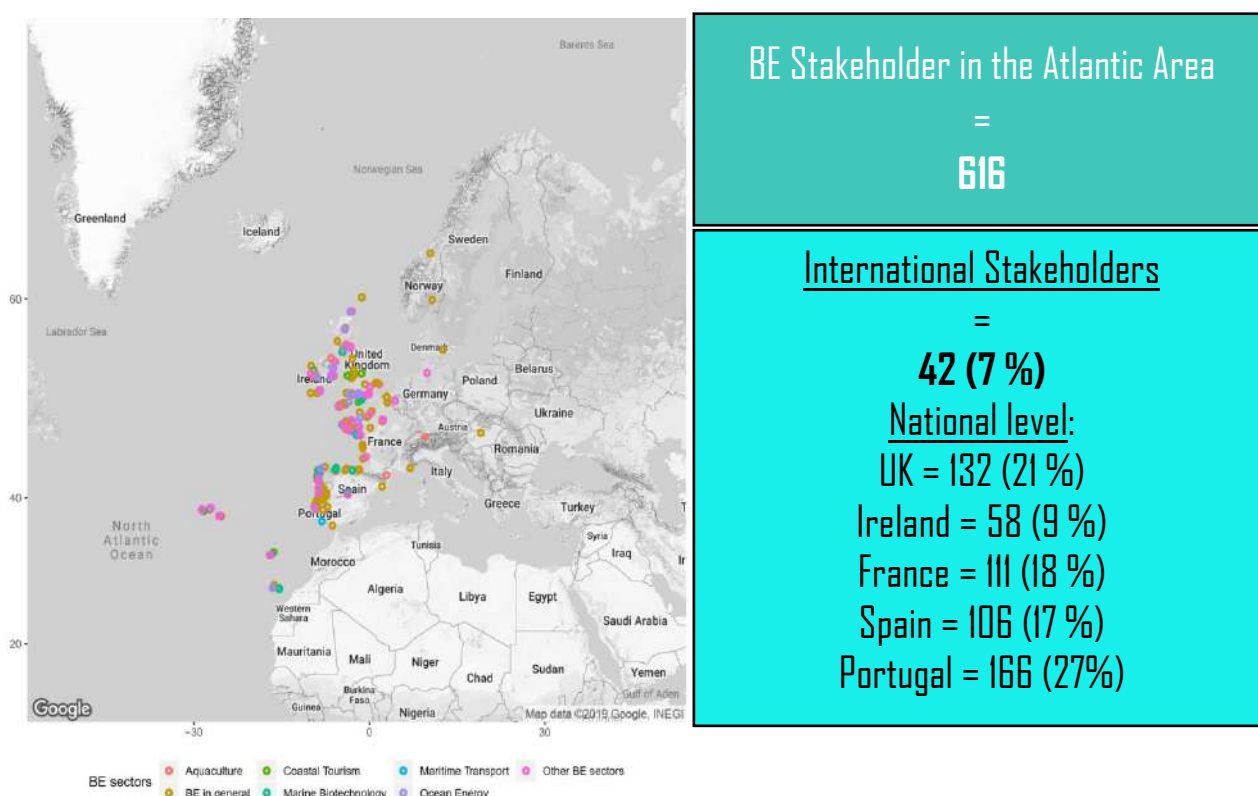 Barents Sea
Norwegian Sea
Greenland
Iceland
Sweden
Finland
Norway
60
Labrador Sea
Denmark
United
Kingdom
Ireland
Belarus
Poland
Germany
Ukraine
Austria
France
Romania
Italy
Spain
40
Portugal
Greece
Turkey
North
Atlantic
Ocean
Syria
Tunisia
Iraq
Ir
Morocco
Algeria
Libya
Egypt
Western
Sahara
Saudi Arabia
20
Mauritania
Mali
Niger
Sudan
Chad
Yemen
Burkina
Faso
Gulf of Aden
Guinea
Nigeria
Google
Map data ©2019 Google, INEGI
−30 0 30
BE sectors
Aquaculture Coastal Tourism Maritime Transport Other BE sectors
BE in general Marine Biotechnology Ocean Energy
BE Stakeholder in the Atlantic Area
=
616
International Stakeholders
=
42 (7 %)
National level:
UK = 132 (21 %)
Ireland = 58 (9 %)
France = 111 (18 %)
Spain = 106 (17 %)
Portugal = 166 (27%)